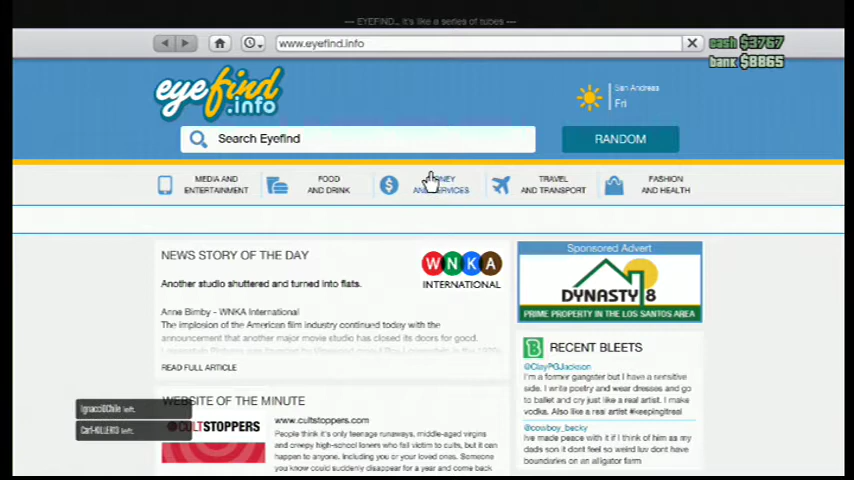 — EYEFIND... it's like a series of tubes —
www.eyefind.info
cash $3767
bank $8865
eyefind
.info
San Andreas
Fri
Search Eyefind
RANDOM
MEDIA AND
ENTERTAINMENT
FOOD
AND DRINK
AND SERVICES
TRAVEL
AND TRANSPORT
FASHION
AND HEALTH
NEWS STORY OF THE DAY
WNKA
INTERNATIONAL
Another studio shuttered and turned into flats.
Anne Bimby - WNKA International
The implosion of the American film industry continued today with the
announcement that another major movie studio has closed its doors for good.
READ FULL ARTICLE
Sponsored Advert
DYNASTY 8
PRIME PROPERTY IN THE LOS SANTOS AREA
RECENT BLEETS
@ClayPGJackson
I'm a former gangster but I have a sensitive
side. I write poetry and wear dresses and go
to ballet and cry just like a real artist. I make
vodka. Also like a real artist #keepingitreal
@cowboy_becky
Ive made peace with it if I think of him as my
dads son it dont feel so weird luv dont have
boundaries on an alligator farm
left.
left.
WEBSITE OF THE MINUTE
CULTSTOPPERS
www.cultstoppers.com
People think it's only teenage runaways, middle-aged virgins
and creepy high-school loners who fall victim to cults, but it can
happen to anyone. Including you or your loved ones. Someone
you know could suddenly disappear for a year and come back